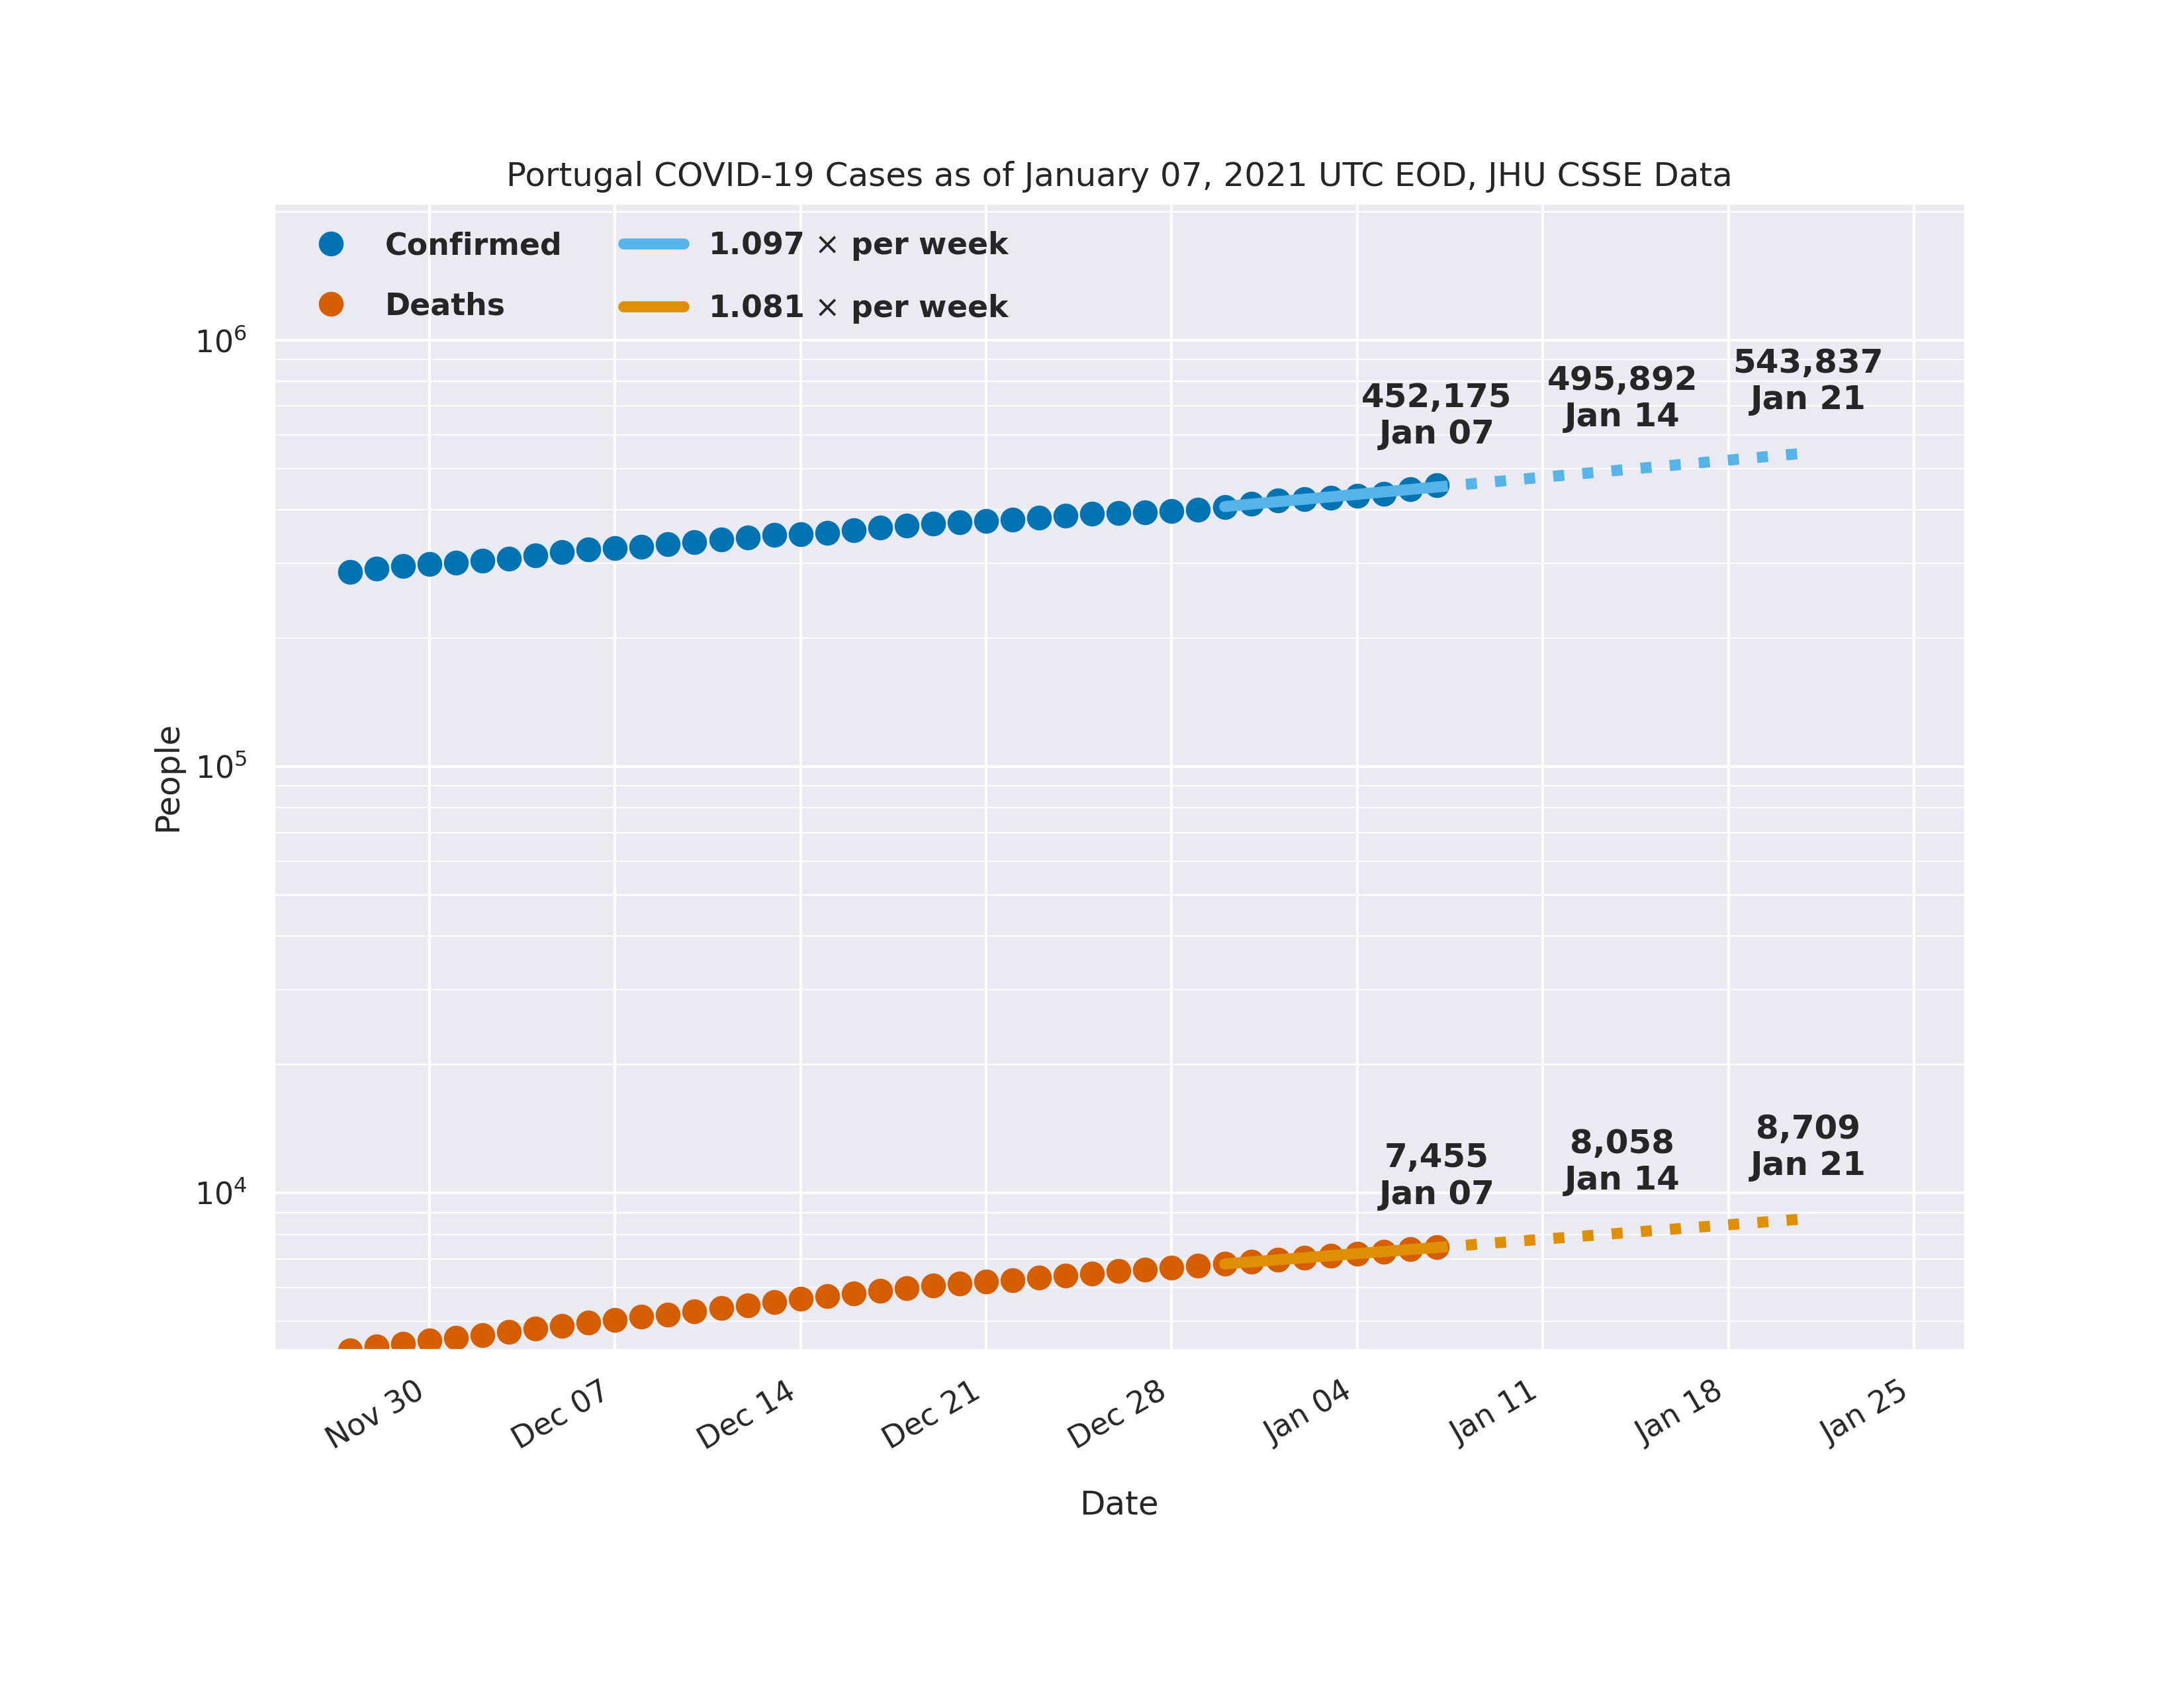 Portugal COVID-19 Cases as of January 07, 2021 UTC EOD, JHU CSSE Data
Confirmed
Deaths
1.097 × per week
1.081 × per week
10⁶
10⁵
10⁴
People
452,175
Jan 07
495,892
Jan 14
543,837
Jan 21
7,455
Jan 07
8,058
Jan 14
8,709
Jan 21
Nov 30
Dec 07
Dec 14
Dec 21
Dec 28
Jan 04
Jan 11
Jan 18
Jan 25
Date